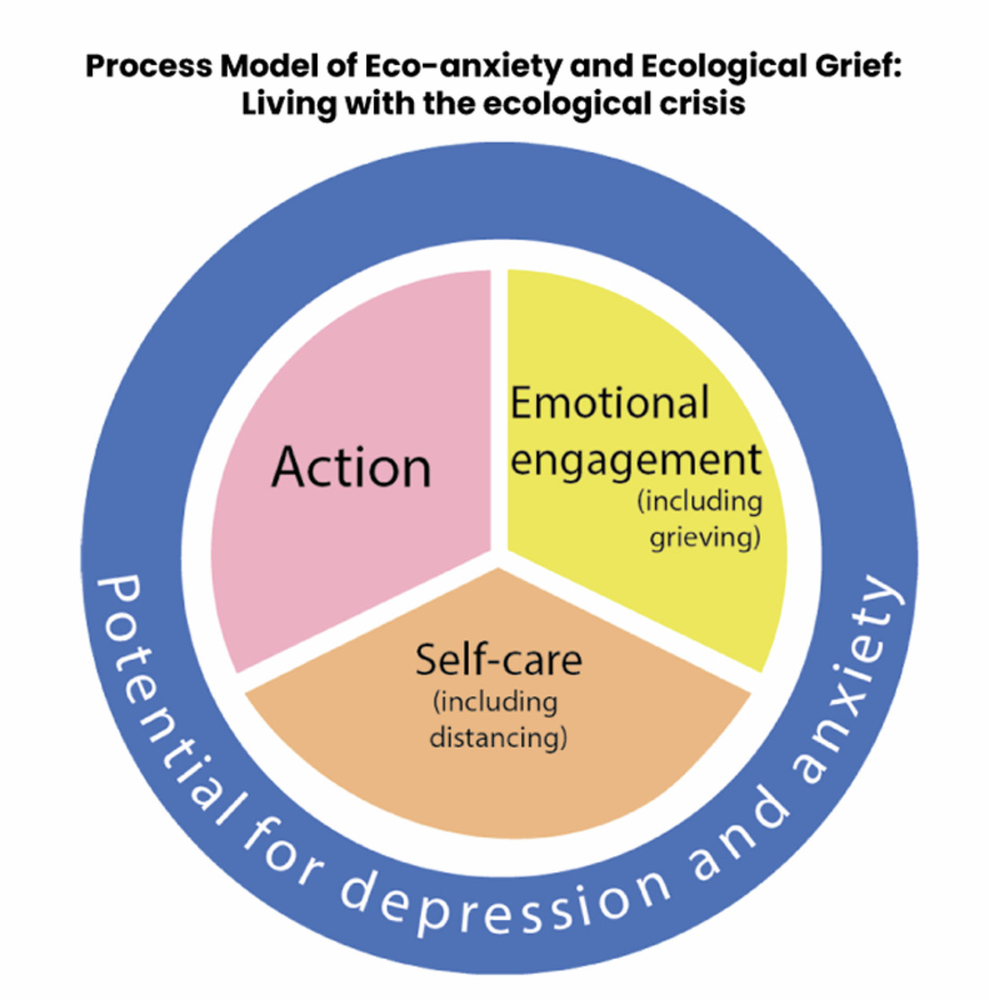 Process Model of Eco-anxiety and Ecological Grief:
Living with the ecological crisis
Action
Emotional
engagement
(including
grieving)
Self-care
(including
distancing)
Potential for depression and anxiety